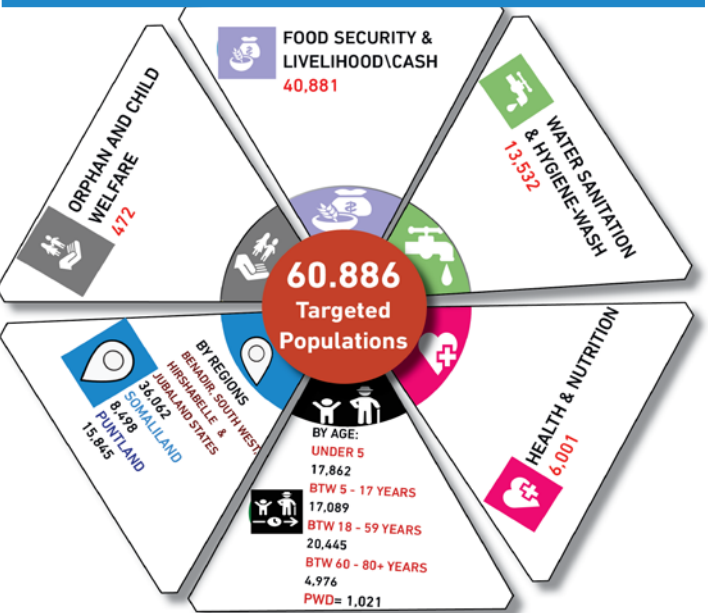 FOOD SECURITY &
LIVELIHOOD\CASH
40,881
WATER SANITATION
& HYGIENE-WASH
13,532
ORPHAN AND CHILD
WELFARE
472
60.886
Targeted
Populations
HEALTH & NUTRITION
6,001
BY REGIONS
BENADIR, SOUTH WEST,
HIRSHABELLE &
JUBALAND STATES
36,062
SOMALILAND
8,498
PUNTLAND
15,845
BY AGE:
UNDER 5
17,862
BTW 5 - 17 YEARS
17,089
BTW 18 - 59 YEARS
20,445
BTW 60 - 80+ YEARS
4,976
PWD= 1,021